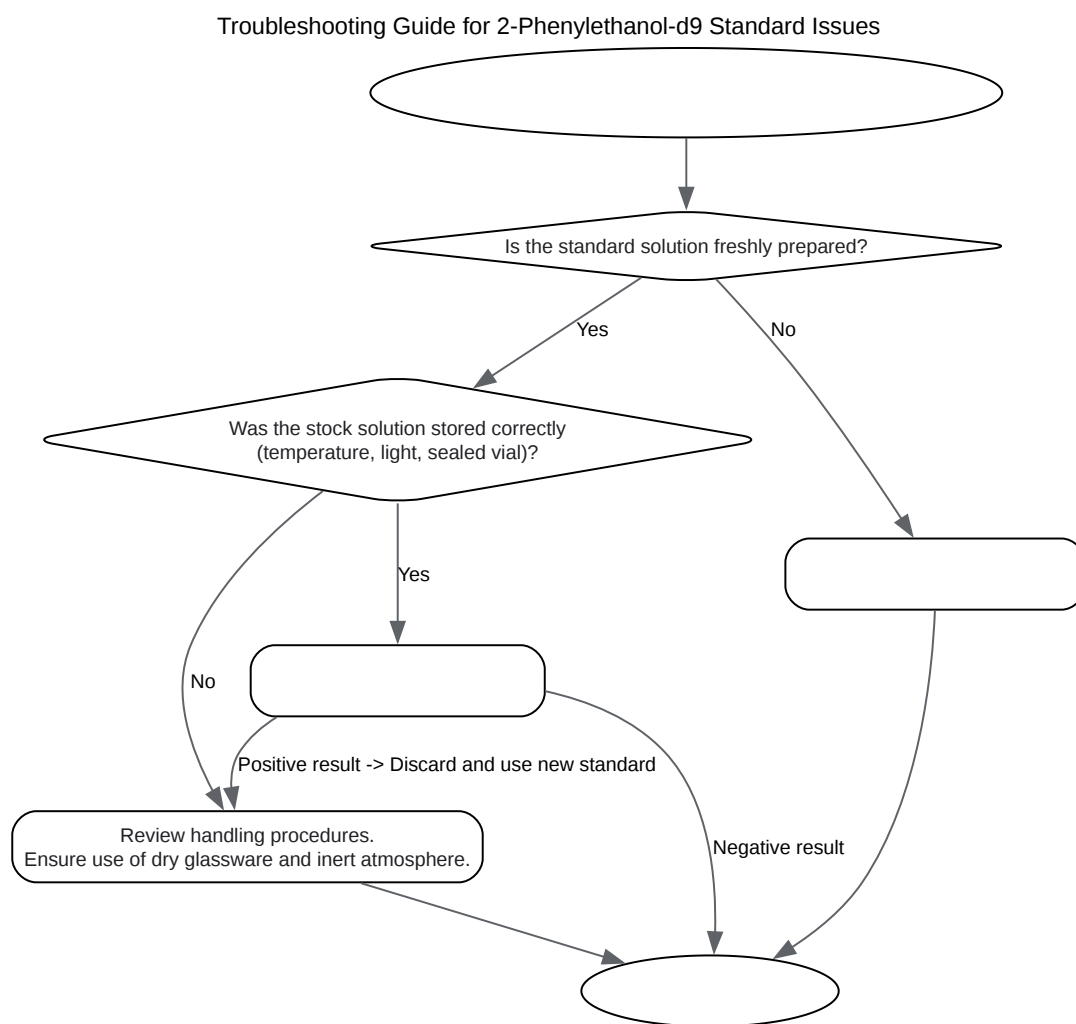 Troubleshooting Guide for 2-Phenylethanol-d9 Standard Issues
Is the standard solution freshly prepared?
Yes
No
Was the stock solution stored correctly
(temperature, light, sealed vial)?
Yes
No
Positive result -> Discard and use new standard
Review handling procedures.
Ensure use of dry glassware and inert atmosphere.
Negative result